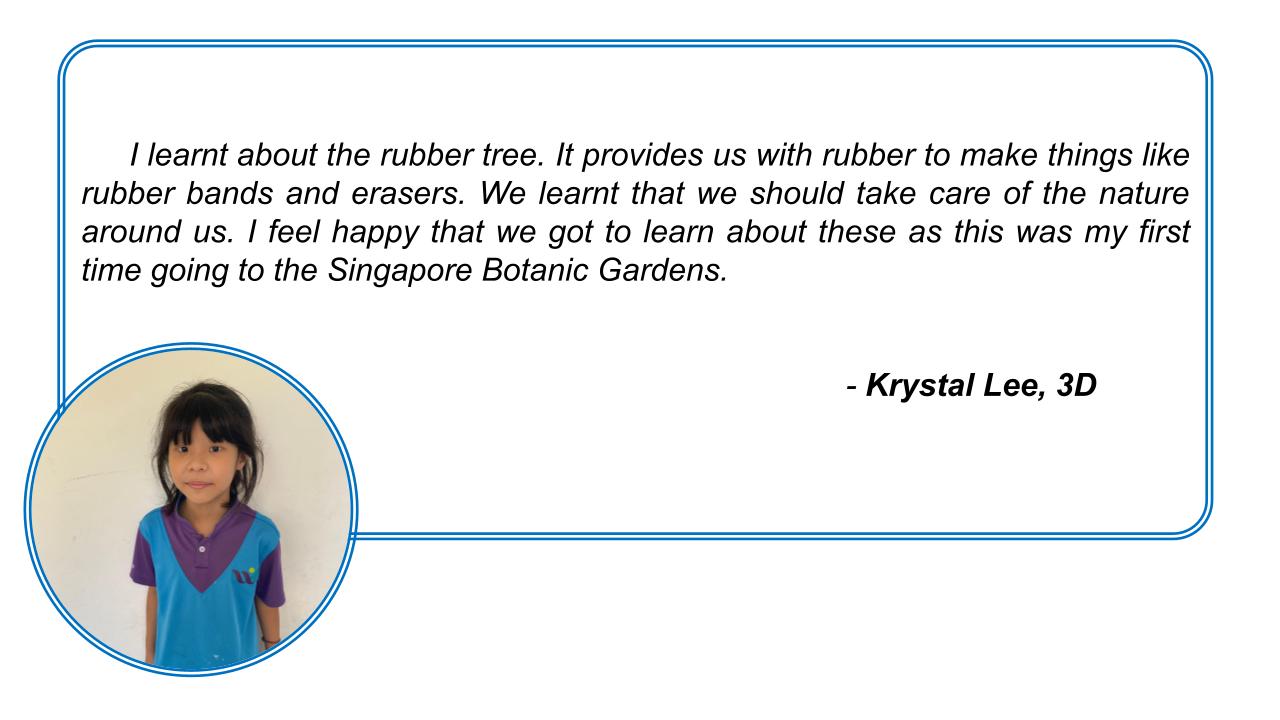 I learnt about the rubber tree. It provides us with rubber to make things like
rubber bands and erasers. We learnt that we should take care of the nature
around us. I feel happy that we got to learn about these as this was my first
time going to the Singapore Botanic Gardens.
- Krystal Lee, 3D